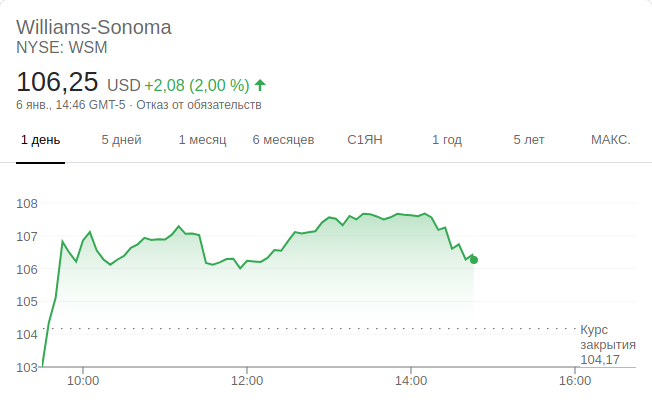 Williams-Sonoma
NYSE: WSM
106,25 USD +2,08 (2,00 %)
6 янв., 14:46 GMT-5 · Отказ от обязательств
1 день 5 дней 1 месяц 6 месяцев С1ЯН 1 год 5 лет МАКС.
108
107
106
105
104
103
Курс
закрытия
104,17
10:00 12:00 14:00 16:00